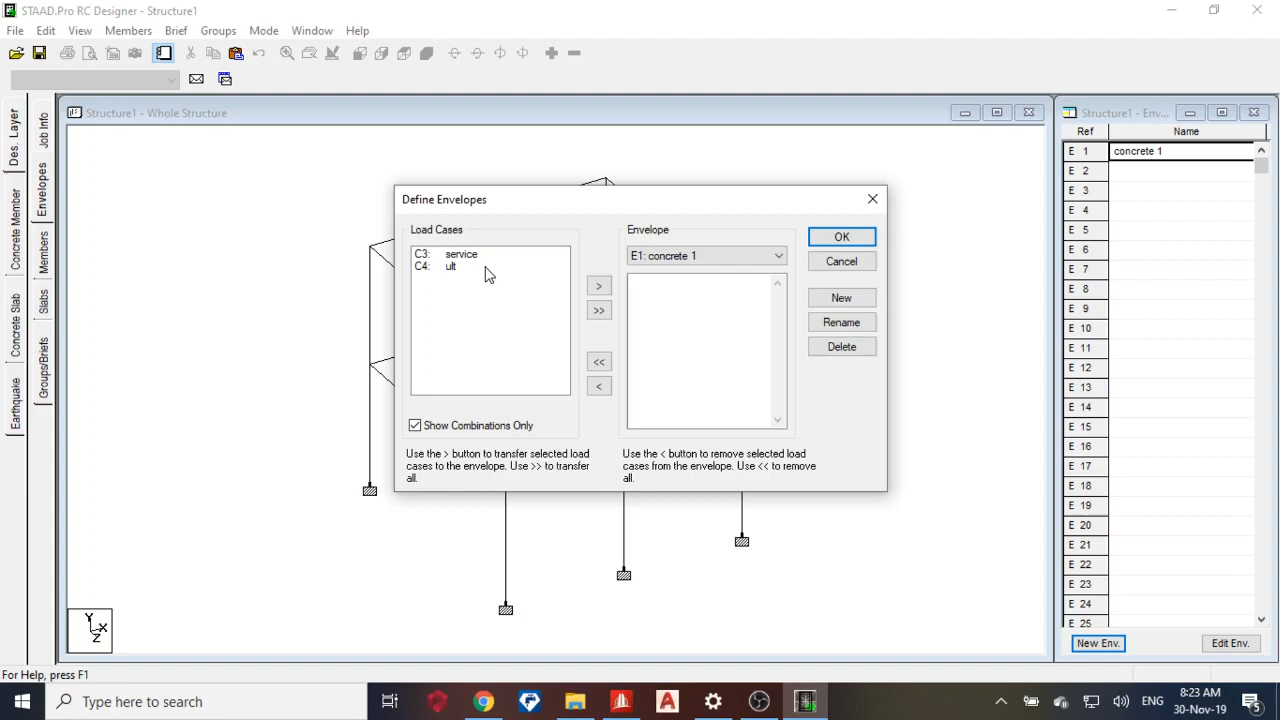 STAAD.Pro RC Designer - Structure1
File Edit View Members Brief Groups Mode Window Help
Structure1 - Whole Structure
Structure1 - Env...
Des. Layer
Concrete Member
Concrete Slab
Earthquake
Job Info
Envelopes
Members
Slabs
Groups/Briefs
Ref Name
E 1 concrete 1
E 2
E 3
E 4
E 5
E 6
E 7
E 8
E 9
E 10
E 11
E 12
E 13
E 14
E 15
E 16
E 17
E 18
E 19
E 20
E 21
E 22
E 23
E 24
E 25
New Env. Edit Env.
Define Envelopes
Load Cases
C3: service
C4: ult
Show Combinations Only
Use the > button to transfer selected load
cases to the envelope. Use >> to transfer
all.
>
>>
<<
<
Envelope
E1: concrete 1
Use the < button to remove selected load
cases from the envelope. Use << to remove
all.
OK
Cancel
New
Rename
Delete
Y
X
Z
For Help, press F1
Type here to search
ENG
8:23 AM
30-Nov-19
5